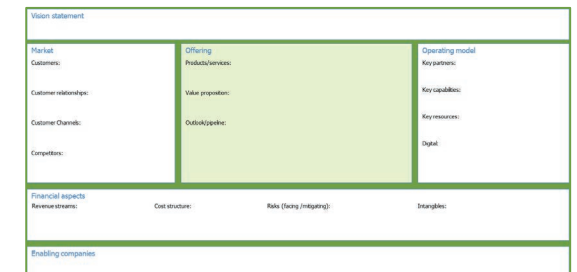 Vision statement
Market
Customers:
Customer relationships:
Customer Channels:
Competitors:
Offering
Products/services:
Value proposition:
Outlook/pipeline:
Operating model
Key partners:
Key capabilities:
Key resources:
Digital:
Financial aspects
Revenue streams:
Cost structure:
Risks (facing /mitigating):
Intangibles:
Enabling companies